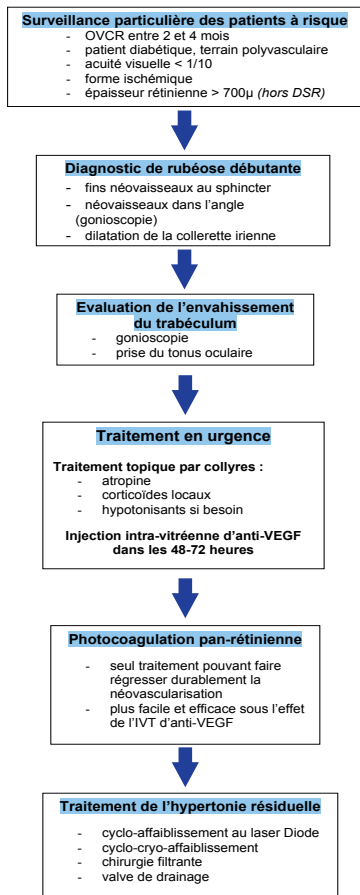 Surveillance particulière des patients à risque
- OVCR entre 2 et 4 mois
- patient diabétique, terrain polyvasculaire
- acuité visuelle < 1/10
- forme ischémique
- épaisseur rétinienne > 700µ (hors DSR)
Diagnostic de rubéose débutante
- fins néovaisseaux au sphincter
- néovaisseaux dans l’angle
(gonioscopie)
- dilatation de la collerette irienne
Evaluation de l’envahissement
du trabéculum
- gonioscopie
- prise du tonus oculaire
Traitement en urgence
Traitement topique par collyres :
- atropine
- corticoïdes locaux
- hypotonisants si besoin
Injection intra-vitréenne d’anti-VEGF
dans les 48-72 heures
Photocoagulation pan-rétinienne
- seul traitement pouvant faire
régresser durablement la
néovascularisation
- plus facile et efficace sous l’effet
de l’IVT d’anti-VEGF
Traitement de l’hypertonie résiduelle
- cyclo-affaiblissement au laser Diode
- cyclo-cryo-affaiblissement
- chirurgie filtrante
- valve de drainage